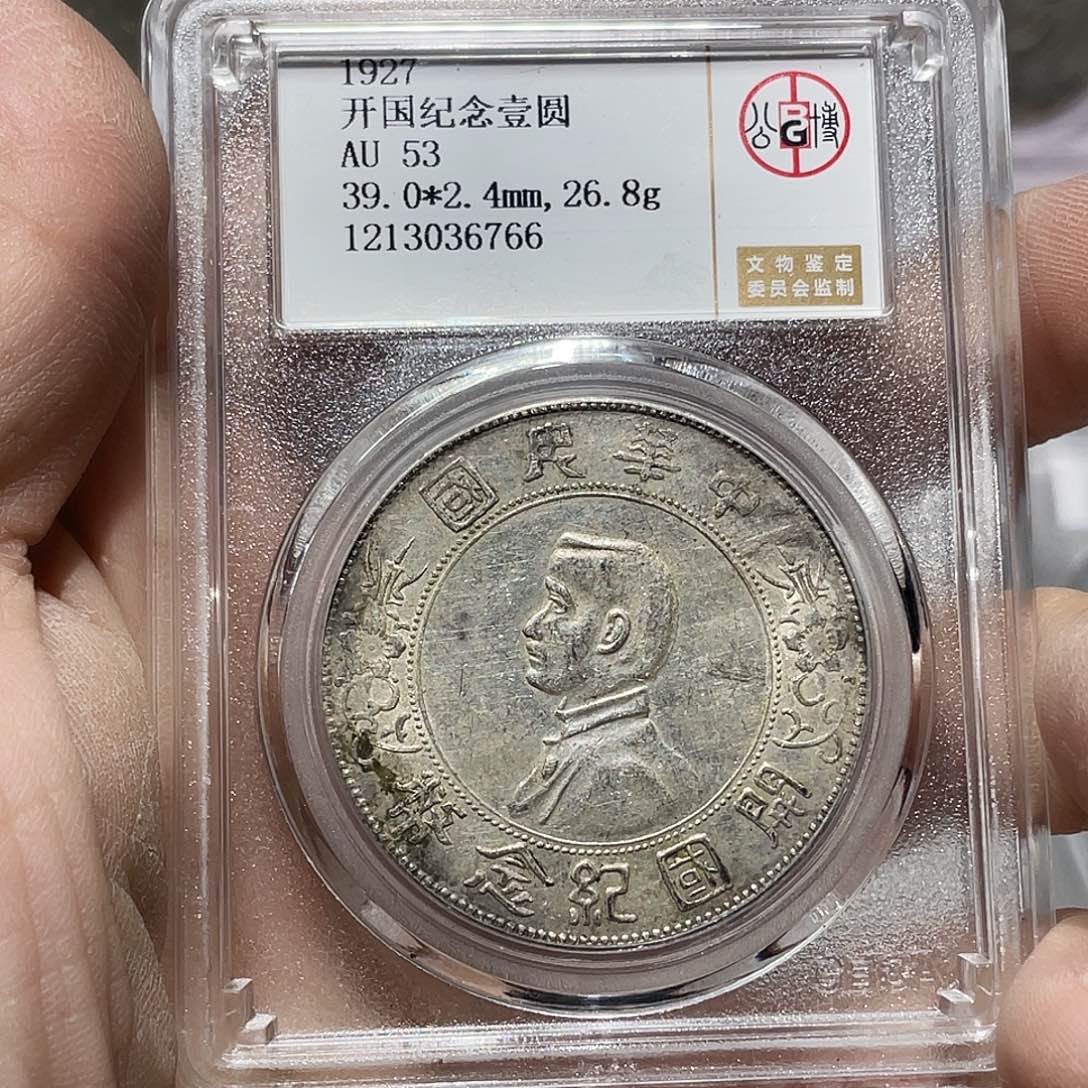 1927
开国纪念壹圆
AU 53
39.0*2.4mm, 26.8g
1213036766
公 BG 博
文物鉴定
委员会监制
中華民國
開國紀念幣